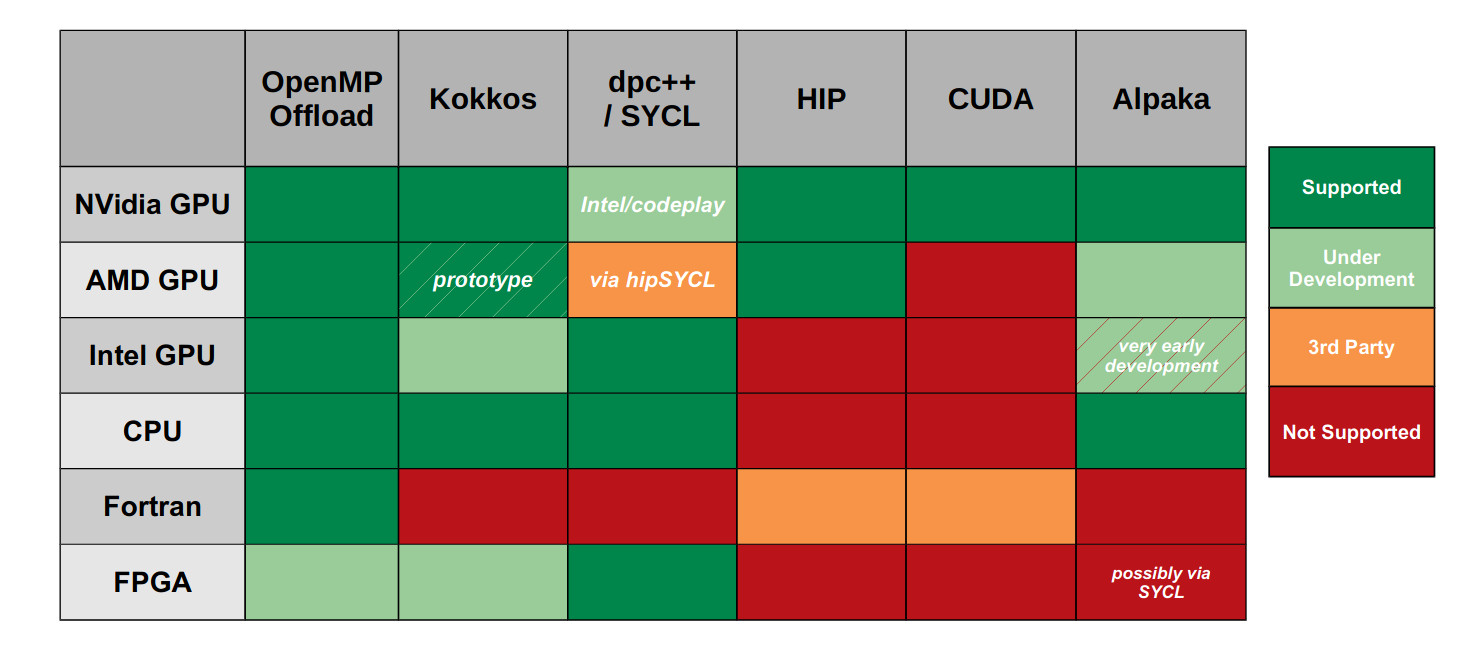 OpenMP
Offload
Kokkos
dpc++
/ SYCL
HIP
CUDA
Alpaka
NVidia GPU
Intel/codeplay
AMD GPU
prototype
via hipSYCL
Intel GPU
very early
development
CPU
Fortran
FPGA
possibly via
SYCL
Supported
Under
Development
3rd Party
Not Supported